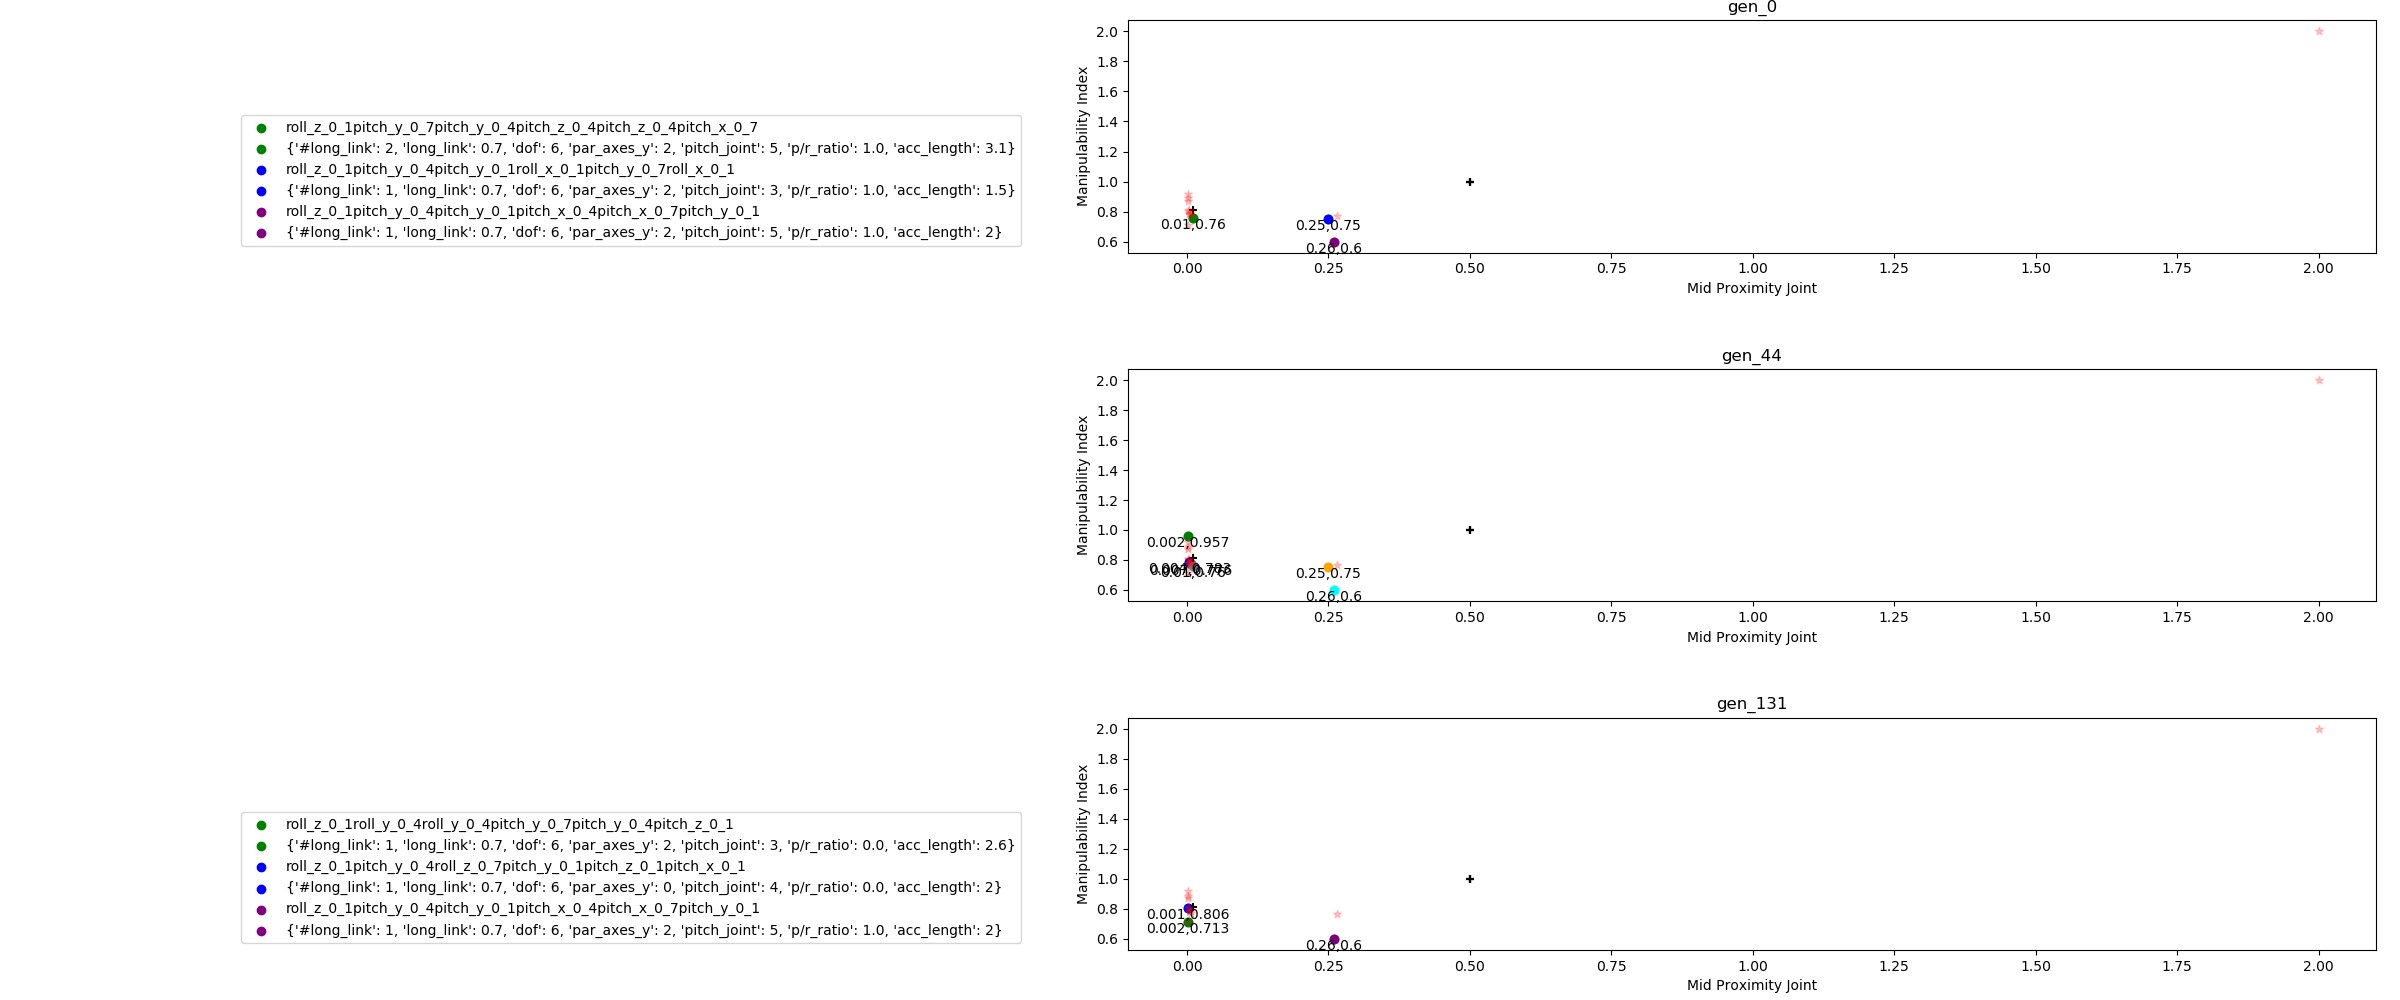 gen_0
2.0
1.8
1.6
1.4
1.2
1.0
0.8
0.6
Manipulability Index
roll_z_0_1pitch_y_0_7pitch_y_0_4pitch_z_0_4pitch_z_0_4pitch_x_0_7
{'#long_link': 2, 'long_link': 0.7, 'dof': 6, 'par_axes_y': 2, 'pitch_joint': 5, 'p/r_ratio': 1.0, 'acc_length': 3.1}
roll_z_0_1pitch_y_0_4pitch_y_0_1roll_x_0_1pitch_y_0_7roll_x_0_1
{'#long_link': 1, 'long_link': 0.7, 'dof': 6, 'par_axes_y': 2, 'pitch_joint': 3, 'p/r_ratio': 1.0, 'acc_length': 1.5}
roll_z_0_1pitch_y_0_4pitch_y_0_1pitch_x_0_4pitch_x_0_7pitch_y_0_1
{'#long_link': 1, 'long_link': 0.7, 'dof': 6, 'par_axes_y': 2, 'pitch_joint': 5, 'p/r_ratio': 1.0, 'acc_length': 2}
0.01,0.76
0.25,0.75
0.26,0.6
0.00 0.25 0.50 0.75 1.00 1.25 1.50 1.75 2.00
Mid Proximity Joint
gen_44
2.0
1.8
1.6
1.4
1.2
1.0
0.8
0.6
Manipulability Index
0.002,0.957
0.01,0.76
0.25,0.75
0.26,0.6
0.00 0.25 0.50 0.75 1.00 1.25 1.50 1.75 2.00
Mid Proximity Joint
gen_131
2.0
1.8
1.6
1.4
1.2
1.0
0.8
0.6
Manipulability Index
roll_z_0_1roll_y_0_4roll_y_0_4pitch_y_0_7pitch_y_0_4pitch_z_0_1
{'#long_link': 1, 'long_link': 0.7, 'dof': 6, 'par_axes_y': 2, 'pitch_joint': 3, 'p/r_ratio': 0.0, 'acc_length': 2.6}
roll_z_0_1pitch_y_0_4roll_z_0_7pitch_y_0_1pitch_z_0_1pitch_x_0_1
{'#long_link': 1, 'long_link': 0.7, 'dof': 6, 'par_axes_y': 0, 'pitch_joint': 4, 'p/r_ratio': 0.0, 'acc_length': 2}
roll_z_0_1pitch_y_0_4pitch_y_0_1pitch_x_0_4pitch_x_0_7pitch_y_0_1
{'#long_link': 1, 'long_link': 0.7, 'dof': 6, 'par_axes_y': 2, 'pitch_joint': 5, 'p/r_ratio': 1.0, 'acc_length': 2}
0.001,0.806
0.002,0.713
0.26,0.6
0.00 0.25 0.50 0.75 1.00 1.25 1.50 1.75 2.00
Mid Proximity Joint